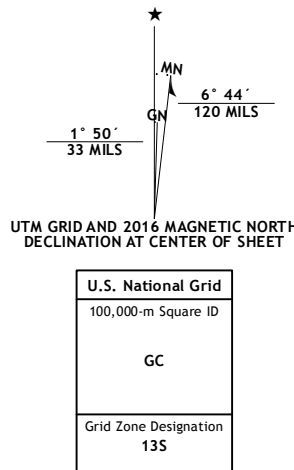 ★
MN
GN
6° 44´
120 MILS
1° 50´
33 MILS
UTM GRID AND 2016 MAGNETIC NORTH
DECLINATION AT CENTER OF SHEET
U.S. National Grid
100,000-m Square ID
GC
Grid Zone Designation
13S